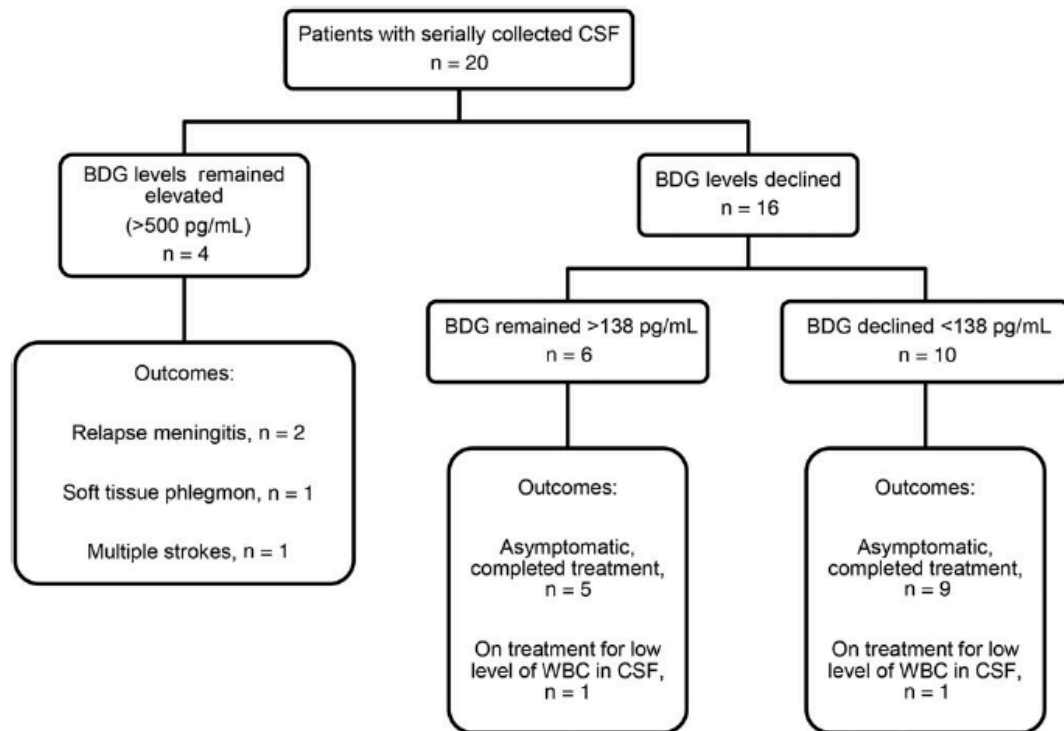 Patients with serially collected CSF
n = 20
BDG levels remained
elevated
(>500 pg/mL)
n = 4
BDG levels declined
n = 16
BDG remained >138 pg/mL
n = 6
BDG declined <138 pg/mL
n = 10
Outcomes:
Relapse meningitis, n = 2
Soft tissue phlegmon, n = 1
Multiple strokes, n = 1
Outcomes:
Asymptomatic,
completed treatment,
n = 5
On treatment for low
level of WBC in CSF,
n = 1
Outcomes:
Asymptomatic,
completed treatment,
n = 9
On treatment for low
level of WBC in CSF,
n = 1